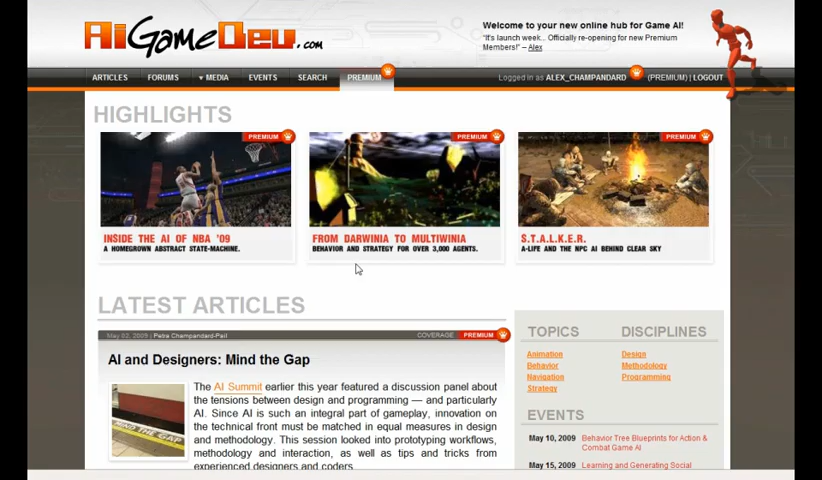 AiGameDev.com
Welcome to your new online hub for Game AI!
"It's launch week... Officially re-opening for new Premium
Members!" – Alex
ARTICLES FORUMS ▾ MEDIA EVENTS SEARCH PREMIUM
Logged in as ALEX_CHAMPANDARD (PREMIUM) | LOGOUT
HIGHLIGHTS
PREMIUM
INSIDE THE AI OF NBA '09
A HOMEGROWN ABSTRACT STATE-MACHINE.
PREMIUM
FROM DARWINIA TO MULTIWINIA
BEHAVIOR AND STRATEGY FOR OVER 3,000 AGENTS.
PREMIUM
S.T.A.L.K.E.R.
A-LIFE AND THE NPC AI BEHIND CLEAR SKY
LATEST ARTICLES
May 02, 2009 | Petra Champandard-Pail COVERAGE PREMIUM
AI and Designers: Mind the Gap
MIND THE GAP
The AI Summit earlier this year featured a discussion panel about
the tensions between design and programming — and particularly
AI. Since AI is such an integral part of gameplay, innovation on
the technical front must be matched in equal measures in design
and methodology. This session looked into prototyping workflows,
methodology and interaction, as well as tips and tricks from
experienced designers and coders.
TOPICS
Animation
Behavior
Navigation
Strategy
DISCIPLINES
Design
Methodology
Programming
EVENTS
May 10, 2009 Behavior Tree Blueprints for Action &
Combat Game AI
May 15, 2009 Learning and Generating Social